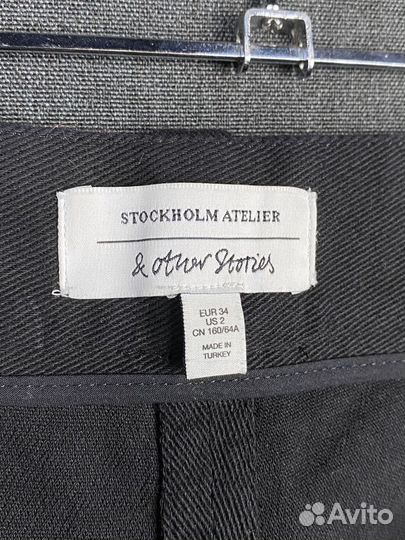 STOCKHOLM ATELIER
& other Stories
EUR 34
US 2
CN 160/64A
MADE IN
TURKEY
Avito